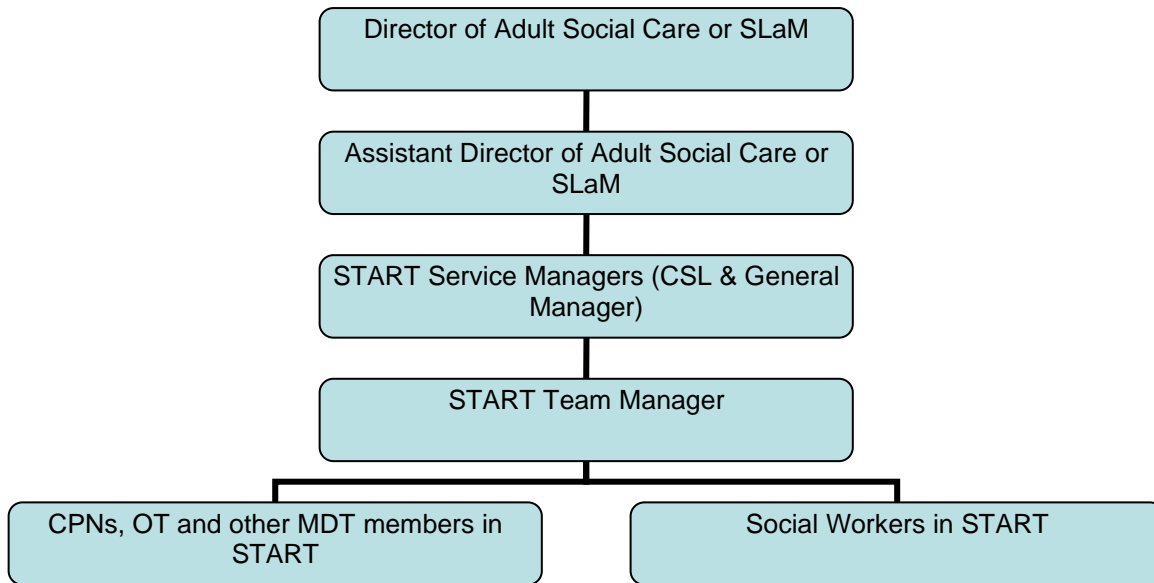 Director of Adult Social Care or SLaM
Assistant Director of Adult Social Care or
SLaM
START Service Managers (CSL & General
Manager)
START Team Manager
CPNs, OT and other MDT members in
START
Social Workers in START